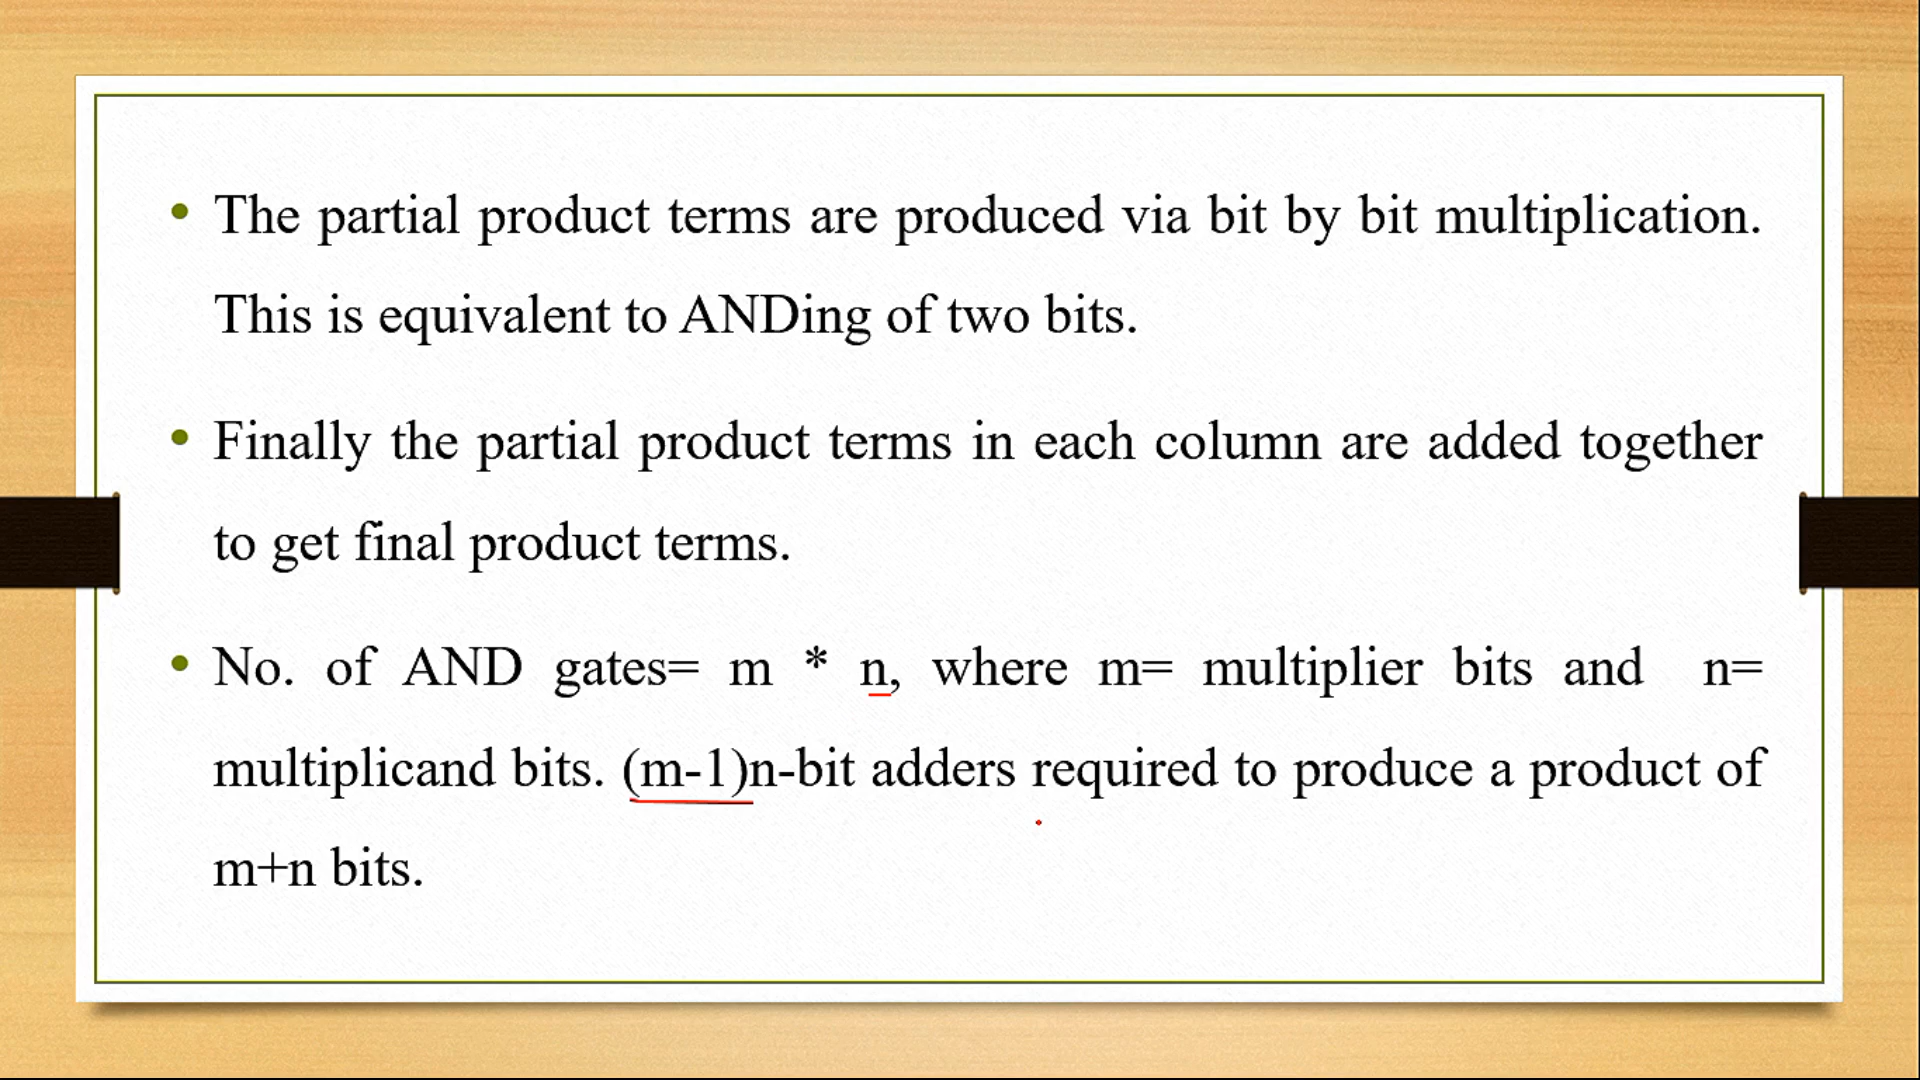 • The partial product terms are produced via bit by bit multiplication.
This is equivalent to ANDing of two bits.
• Finally the partial product terms in each column are added together
to get final product terms.
• No. of AND gates= m * n, where m= multiplier bits and n=
multiplicand bits. (m-1)n-bit adders required to produce a product of
m+n bits.